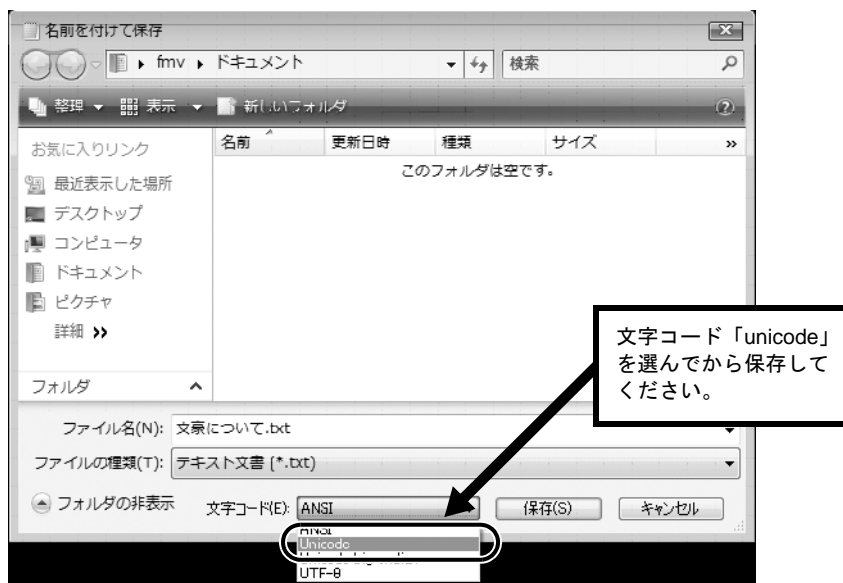 名前を付けて保存
fmv ドキュメント
検索
整理 表示 新しいフォルダ
お気に入りリンク
最近表示した場所
デスクトップ
コンピュータ
ドキュメント
ピクチャ
詳細 »
フォルダ
名前 更新日時 種類 サイズ »
このフォルダは空です。
文字コード「unicode」
を選んでから保存して
ください。
ファイル名(N): 文豪について.txt
ファイルの種類(T): テキスト文書 (*.txt)
フォルダの非表示 文字コード(E): ANSI 保存(S) キャンセル
ANSI
Unicode
UTF-8